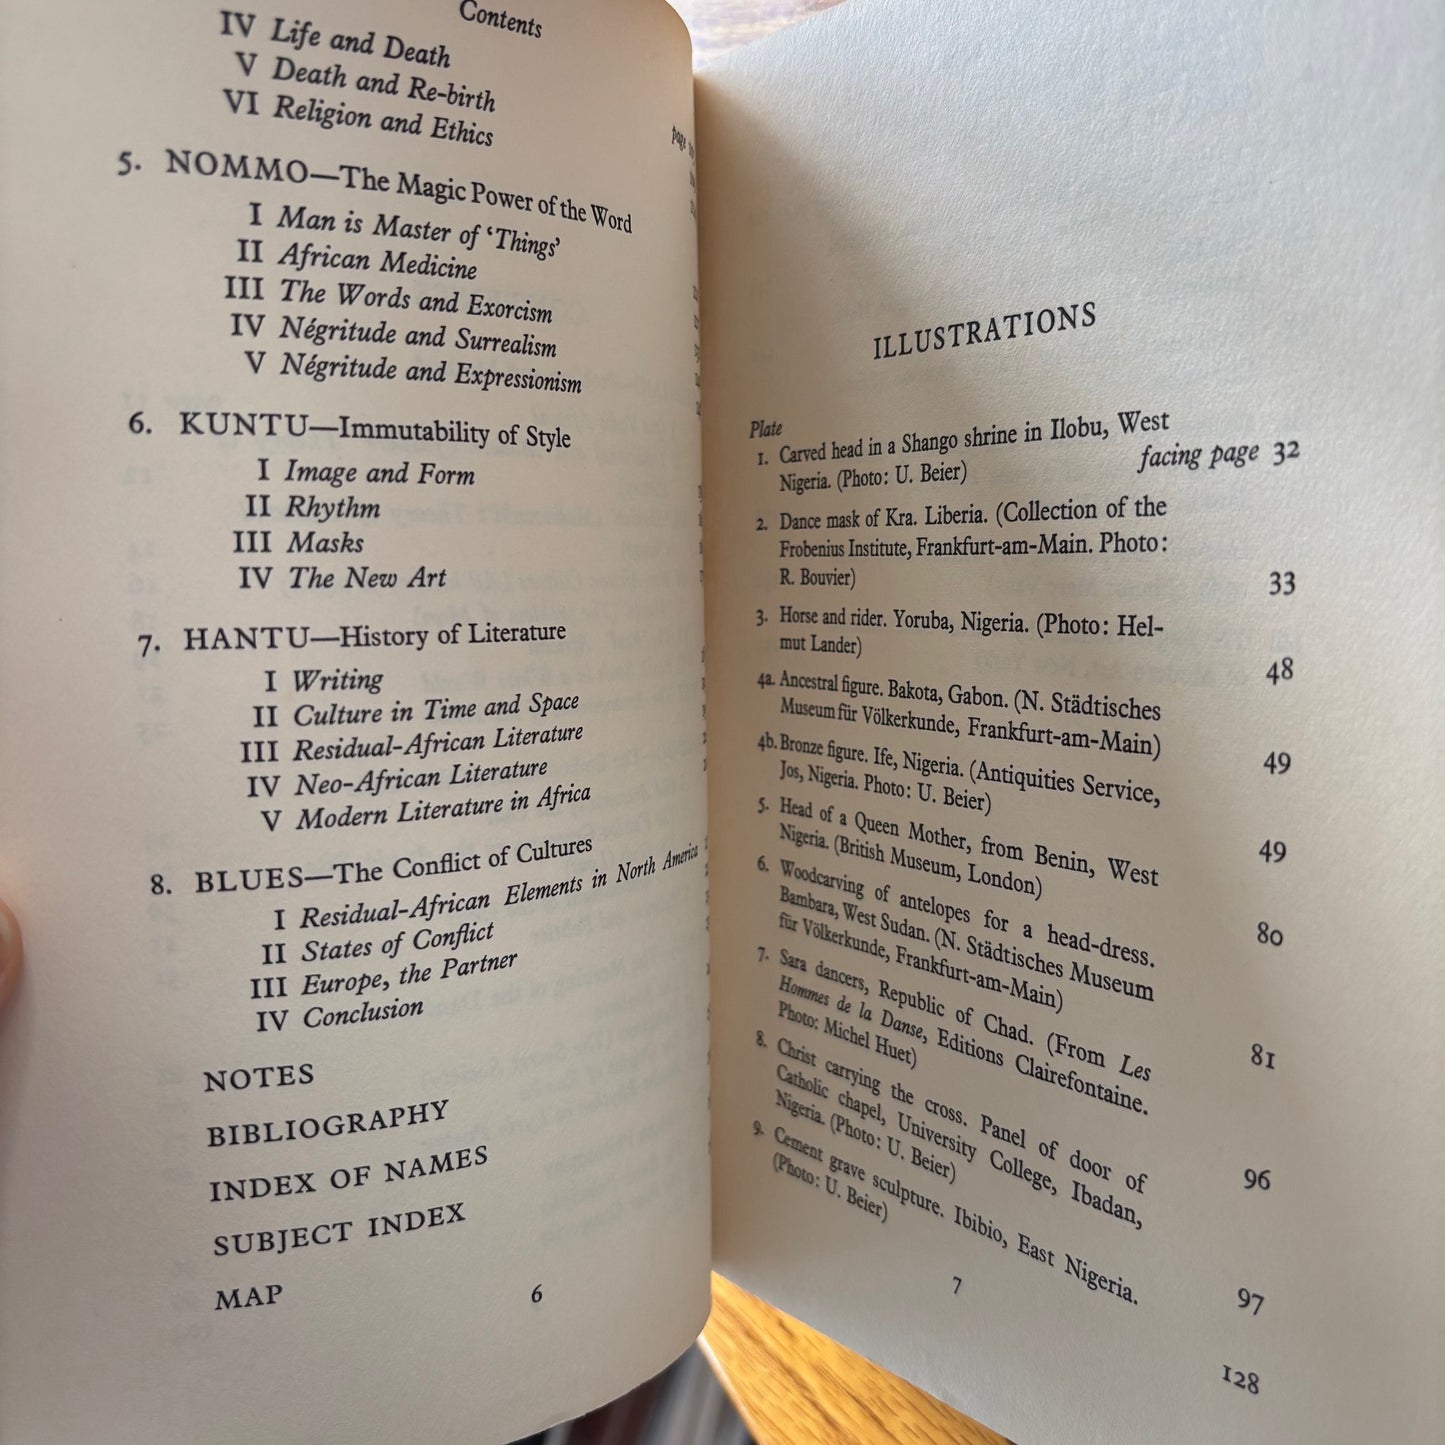 Contents
IV Life and Death
V Death and Re-birth
VI Religion and Ethics
page
5. NOMMO—The Magic Power of the Word
I Man is Master of ‘Things’
II African Medicine
III The Words and Exorcism
IV Négritude and Surrealism
V Négritude and Expressionism
6. KUNTU—Immutability of Style
I Image and Form
II Rhythm
III Masks
IV The New Art
7. HANTU—History of Literature
I Writing
II Culture in Time and Space
III Residual-African Literature
IV Neo-African Literature
V Modern Literature in Africa
8. BLUES—The Conflict of Cultures
I Residual-African Elements in North America
II States of Conflict
III Europe, the Partner
IV Conclusion
NOTES
BIBLIOGRAPHY
INDEX OF NAMES
SUBJECT INDEX
MAP
6
ILLUSTRATIONS
Plate
1. Carved head in a Shango shrine in Ilobu, West
Nigeria. (Photo: U. Beier) facing page 32
2. Dance mask of Kra. Liberia. (Collection of the
Frobenius Institute, Frankfurt-am-Main. Photo:
R. Bouvier) 33
3. Horse and rider. Yoruba, Nigeria. (Photo: Hel-
mut Lander) 48
4a. Ancestral figure. Bakota, Gabon. (N. Städtisches
Museum für Völkerkunde, Frankfurt-am-Main) 49
4b. Bronze figure. Ife, Nigeria. (Antiquities Service,
Jos, Nigeria. Photo: U. Beier) 49
5. Head of a Queen Mother, from Benin, West
Nigeria. (British Museum, London) 80
6. Woodcarving of antelopes for a head-dress.
Bambara, West Sudan. (N. Städtisches Museum
für Völkerkunde, Frankfurt-am-Main) 81
7. Sara dancers, Republic of Chad. (From Les
Hommes de la Danse, Editions Clairefontaine.
Photo: Michel Huet) 96
8. Christ carrying the cross. Panel of door of
Catholic chapel, University College, Ibadan,
Nigeria. (Photo: U. Beier) 97
9. Cement grave sculpture. Ibibio, East Nigeria.
(Photo: U. Beier) 128
7